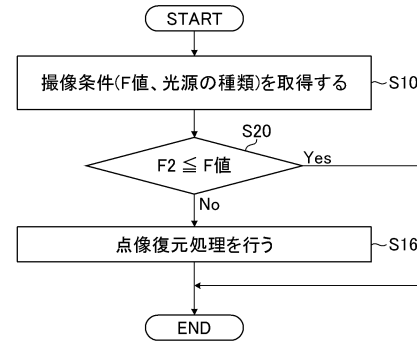 START
撮像条件(F値、光源の種類)を取得する
S10
S20
F2 ≦ F値
Yes
No
点像復元処理を行う
S16
END